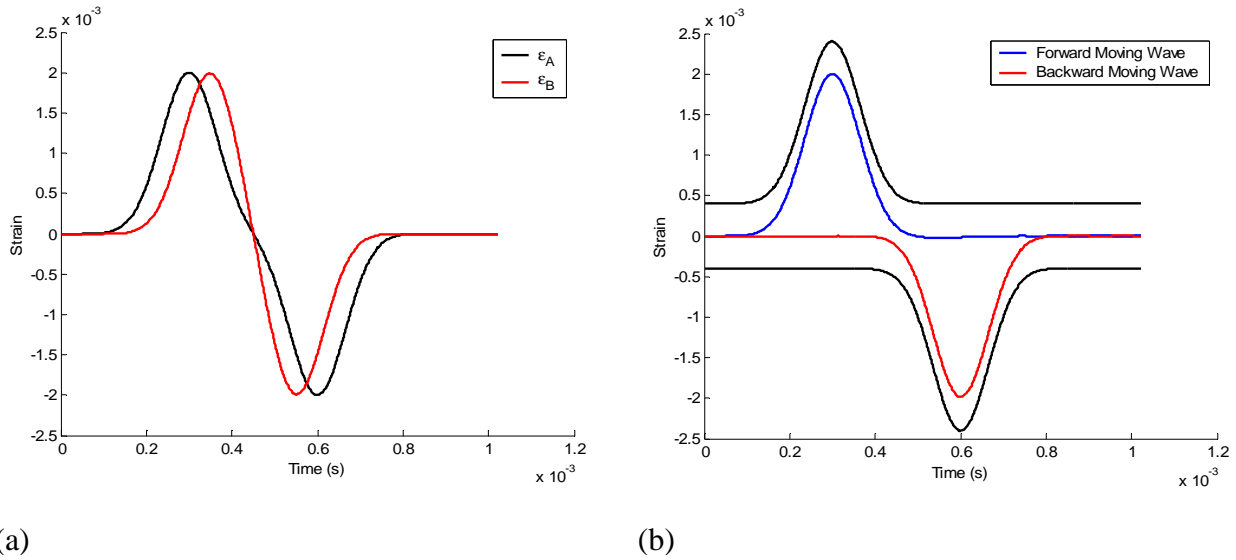 x 10⁻³
2.5
2
1.5
1
0.5
0
-0.5
-1
-1.5
-2
-2.5
Strain
0 0.2 0.4 0.6 0.8 1 1.2
Time (s)
x 10⁻³
ε_A
ε_B
(a)
x 10⁻³
2.5
2
1.5
1
0.5
0
-0.5
-1
-1.5
-2
-2.5
Strain
0 0.2 0.4 0.6 0.8 1 1.2
Time (s)
x 10⁻³
Forward Moving Wave
Backward Moving Wave
(b)